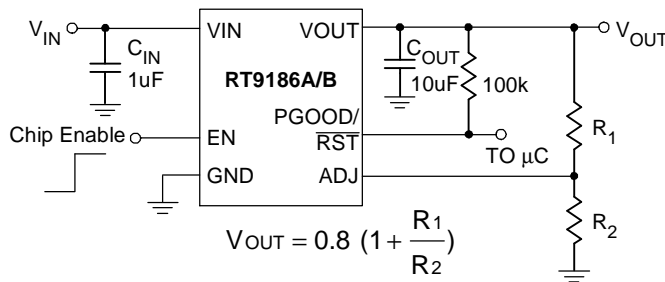 VIN
VIN
CIN
1uF
RT9186A/B
VOUT
COUT
10uF
100k
VOUT
PGOOD/
RST
TO μC
R1
Chip Enable
EN
GND
ADJ
R2
VOUT = 0.8 (1 + R1/R2)